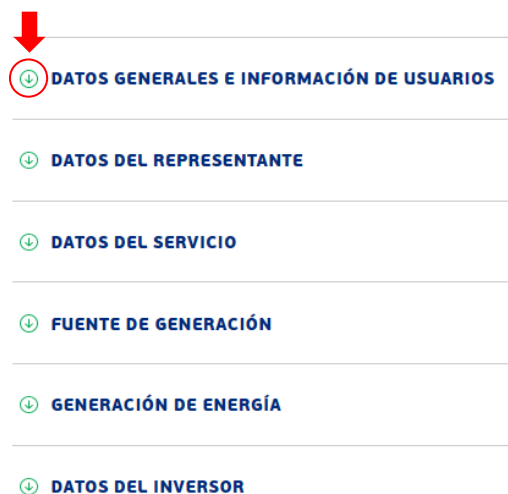 DATOS GENERALES E INFORMACIÓN DE USUARIOS
DATOS DEL REPRESENTANTE
DATOS DEL SERVICIO
FUENTE DE GENERACIÓN
GENERACIÓN DE ENERGÍA
DATOS DEL INVERSOR